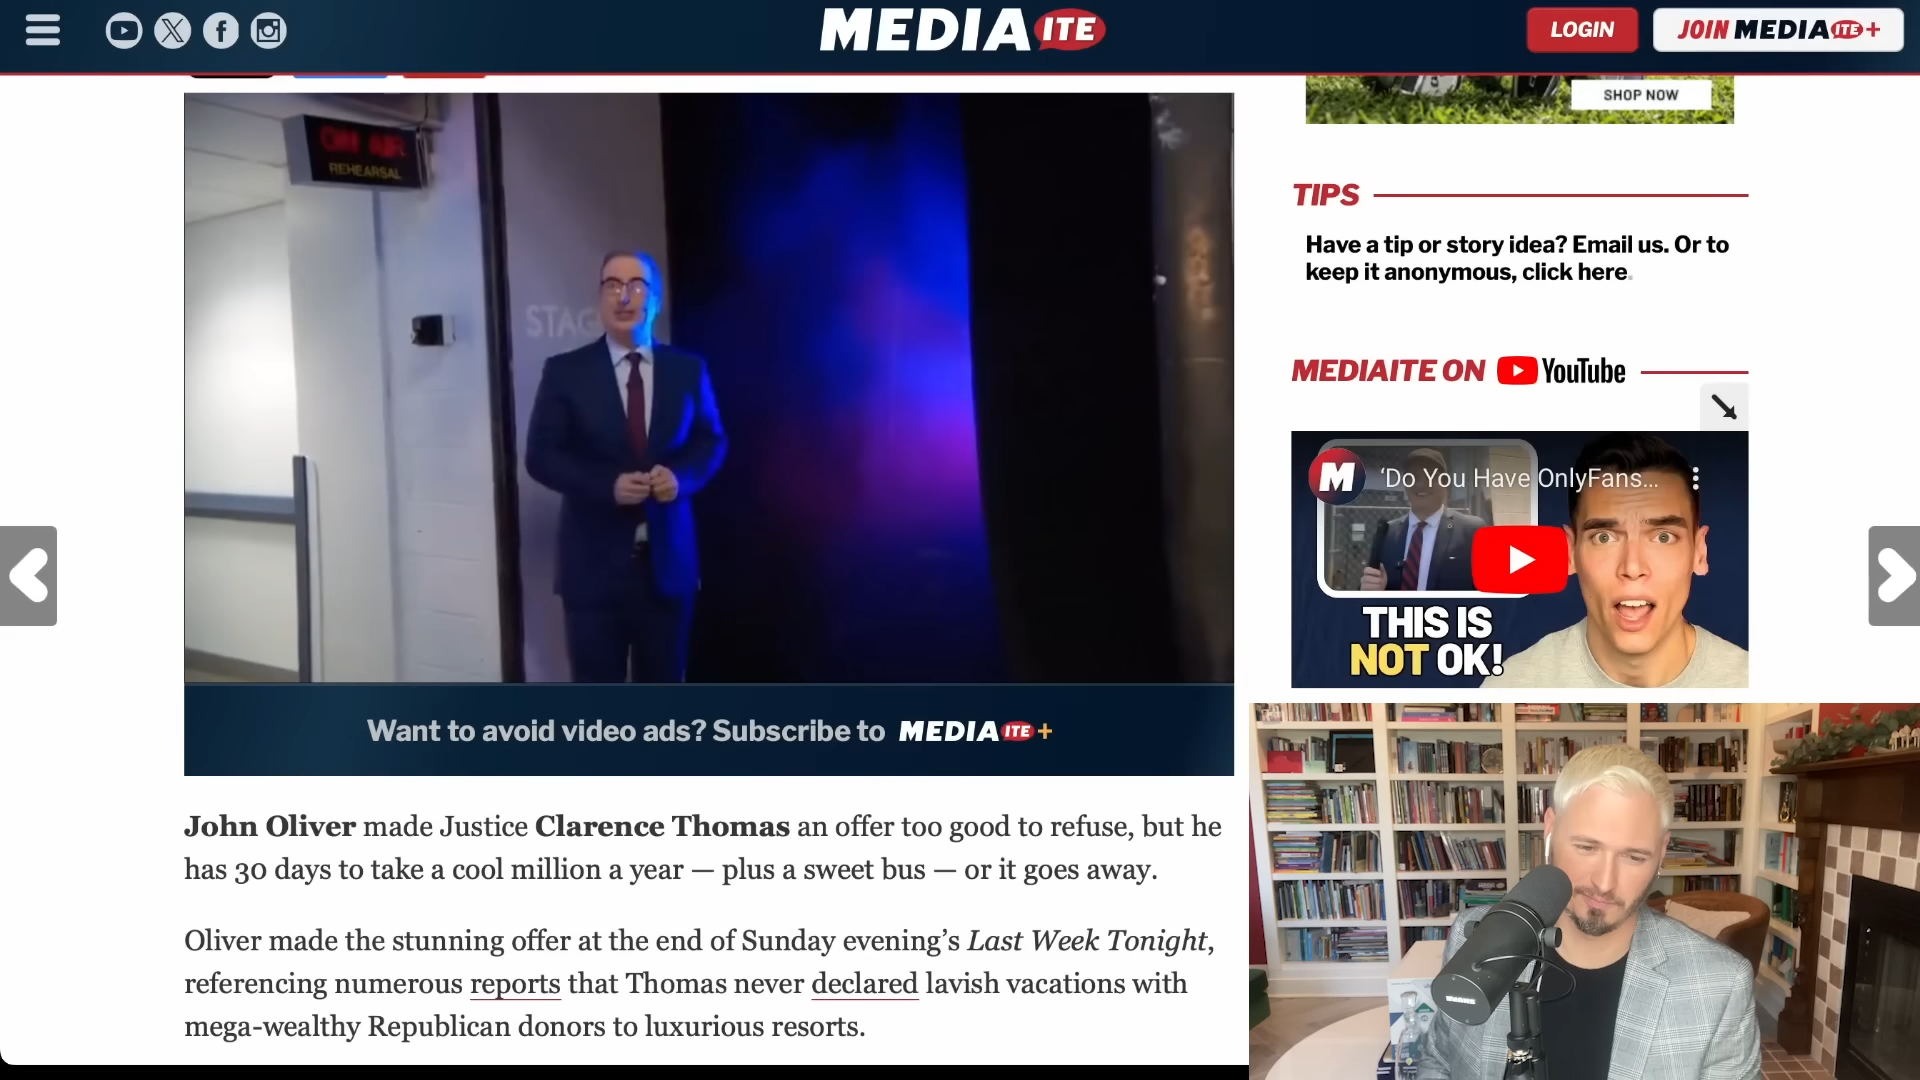 MEDIAITE
LOGIN
JOIN MEDIAITE+
SHOP NOW
ON AIR
REHEARSAL
STAG
TIPS
Have a tip or story idea? Email us. Or to
keep it anonymous, click here.
MEDIAITE ON YouTube
M 'Do You Have OnlyFans...
THIS IS
NOT OK!
Want to avoid video ads? Subscribe to MEDIAITE+
John Oliver made Justice Clarence Thomas an offer too good to refuse, but he
has 30 days to take a cool million a year — plus a sweet bus — or it goes away.
Oliver made the stunning offer at the end of Sunday evening’s Last Week Tonight,
referencing numerous reports that Thomas never declared lavish vacations with
mega-wealthy Republican donors to luxurious resorts.